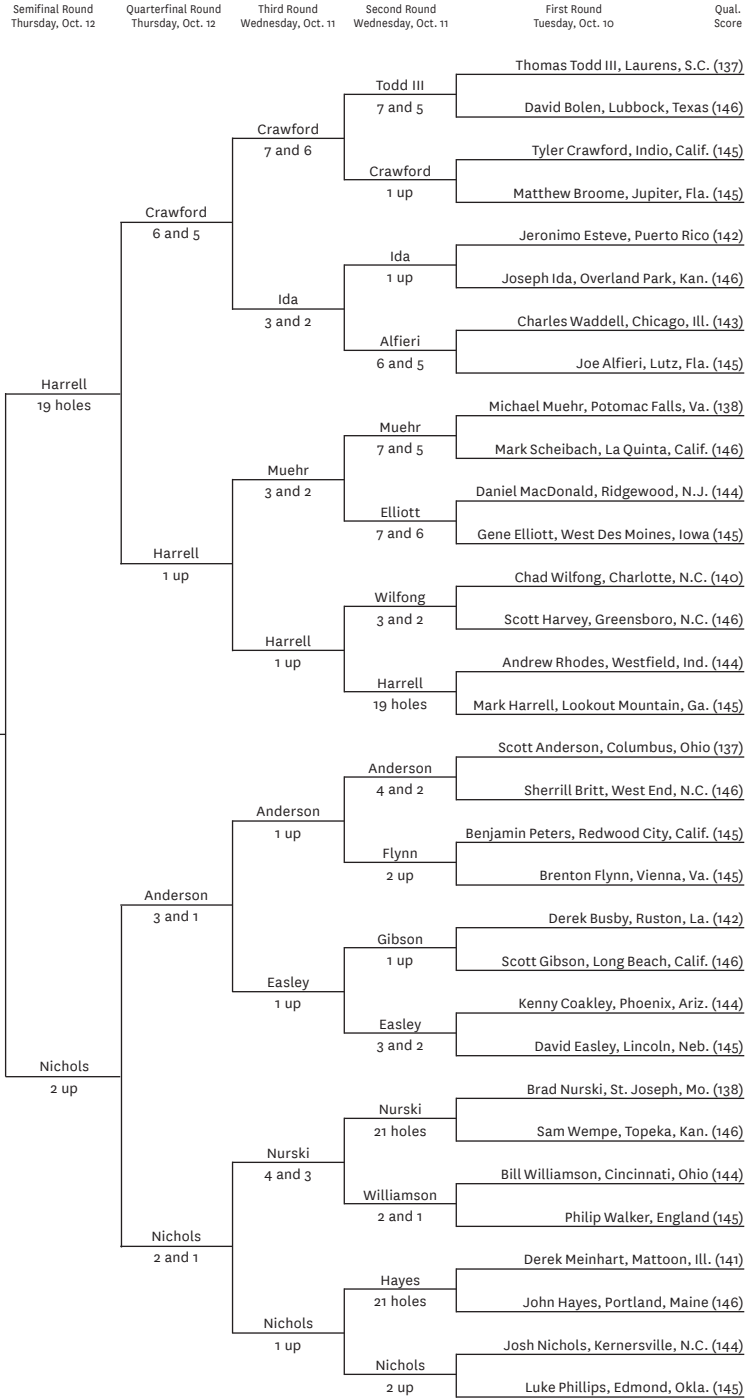 Semifinal Round
Thursday, Oct. 12
Quarterfinal Round
Thursday, Oct. 12
Third Round
Wednesday, Oct. 11
Second Round
Wednesday, Oct. 11
First Round
Tuesday, Oct. 10
Qual.
Score
Thomas Todd III, Laurens, S.C. (137)
Todd III
7 and 5
David Bolen, Lubbock, Texas (146)
Crawford
7 and 6
Tyler Crawford, Indio, Calif. (145)
Crawford
1 up
Matthew Broome, Jupiter, Fla. (145)
Crawford
6 and 5
Jeronimo Esteve, Puerto Rico (142)
Ida
1 up
Joseph Ida, Overland Park, Kan. (146)
Ida
3 and 2
Charles Waddell, Chicago, Ill. (143)
Alfieri
6 and 5
Joe Alfieri, Lutz, Fla. (145)
Harrell
19 holes
Michael Muehr, Potomac Falls, Va. (138)
Muehr
7 and 5
Mark Scheibach, La Quinta, Calif. (146)
Muehr
3 and 2
Daniel MacDonald, Ridgewood, N.J. (144)
Elliott
7 and 6
Gene Elliott, West Des Moines, Iowa (145)
Harrell
1 up
Chad Wilfong, Charlotte, N.C. (140)
Wilfong
3 and 2
Scott Harvey, Greensboro, N.C. (146)
Harrell
1 up
Andrew Rhodes, Westfield, Ind. (144)
Harrell
19 holes
Mark Harrell, Lookout Mountain, Ga. (145)
Scott Anderson, Columbus, Ohio (137)
Anderson
4 and 2
Sherrill Britt, West End, N.C. (146)
Anderson
1 up
Benjamin Peters, Redwood City, Calif. (145)
Flynn
2 up
Brenton Flynn, Vienna, Va. (145)
Anderson
3 and 1
Derek Busby, Ruston, La. (142)
Gibson
1 up
Scott Gibson, Long Beach, Calif. (146)
Easley
1 up
Kenny Coakley, Phoenix, Ariz. (144)
Easley
3 and 2
David Easley, Lincoln, Neb. (145)
Nichols
2 up
Brad Nurski, St. Joseph, Mo. (138)
Nurski
21 holes
Sam Wempe, Topeka, Kan. (146)
Nurski
4 and 3
Bill Williamson, Cincinnati, Ohio (144)
Williamson
2 and 1
Philip Walker, England (145)
Nichols
2 and 1
Derek Meinhart, Mattoon, Ill. (141)
Hayes
21 holes
John Hayes, Portland, Maine (146)
Nichols
1 up
Josh Nichols, Kernersville, N.C. (144)
Nichols
2 up
Luke Phillips, Edmond, Okla. (145)